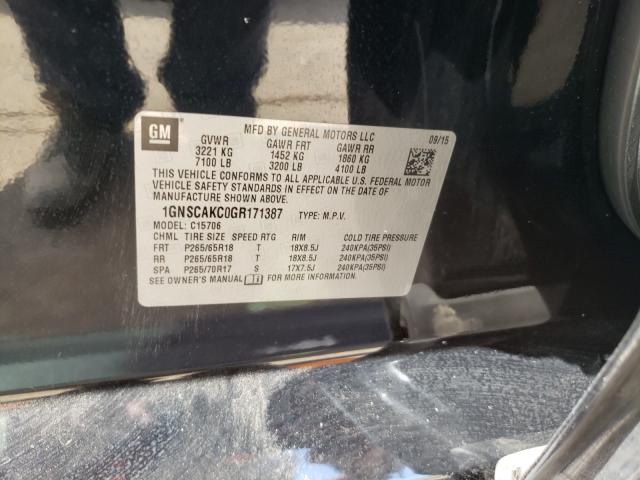 GM
MFD BY GENERAL MOTORS LLC
09/15
GVWR GAWR FRT GAWR RR
3221 KG 1452 KG 1860 KG
7100 LB 3200 LB 4100 LB
THIS VEHICLE CONFORMS TO ALL APPLICABLE U.S. FEDERAL MOTOR
VEHICLE SAFETY STANDARDS IN EFFECT ON THE DATE OF
MANUFACTURE SHOWN ABOVE.
1GNSCAKC0GR171387 TYPE: M.P.V.
MODEL: C15706
CHML TIRE SIZE SPEED RTG RIM COLD TIRE PRESSURE
FRT P265/65R18 T 18X8.5J 240KPA(35PSI)
RR P265/65R18 T 18X8.5J 240KPA(35PSI)
SPA P265/70R17 S 17X7.5J 240KPA(35PSI)
SEE OWNER'S MANUAL FOR MORE INFORMATION.